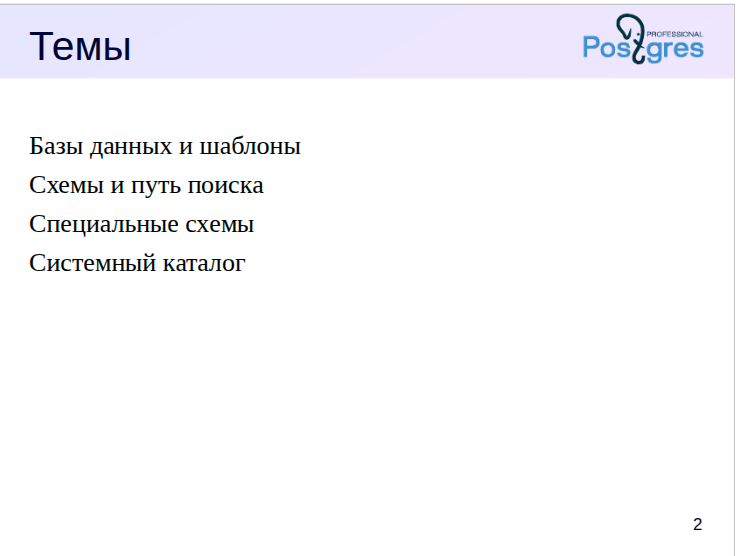 Темы
PROFESSIONAL
Postgres
Базы данных и шаблоны
Схемы и путь поиска
Специальные схемы
Системный каталог
2